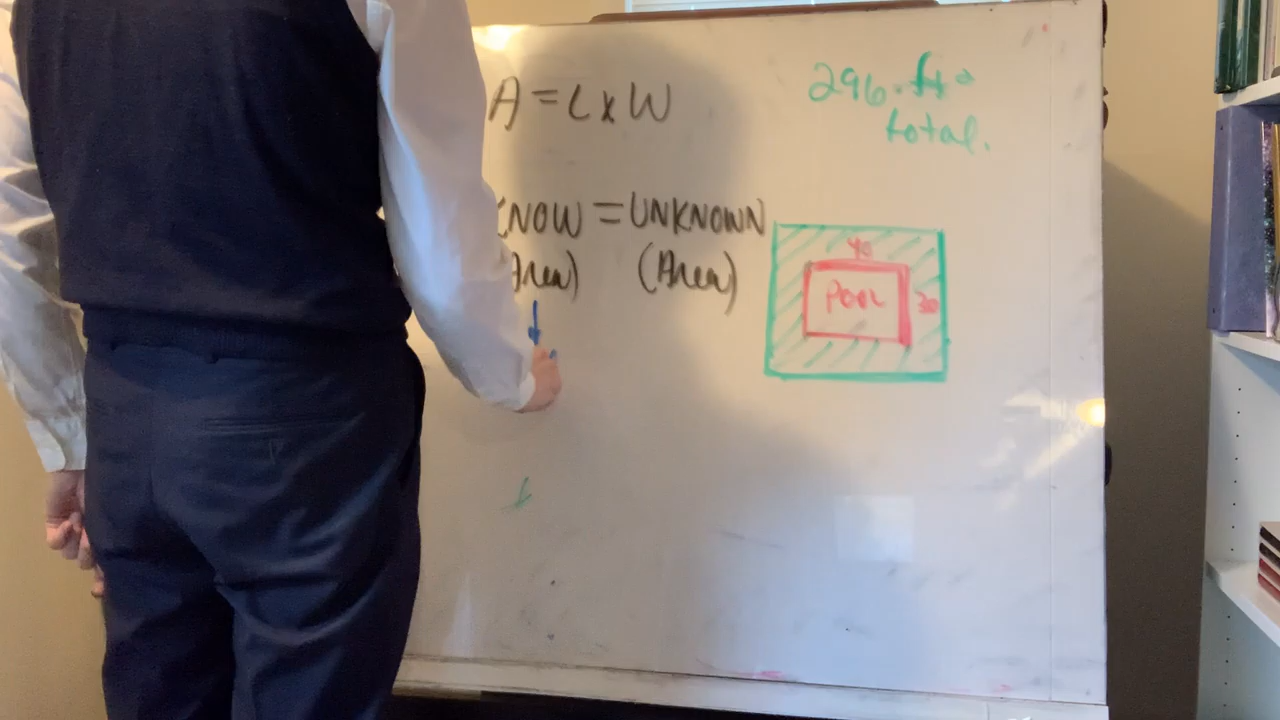 A = L x W
296 ft²
total.
KNOW = UNKNOWN
(Area) (Area)
40
POOL
30